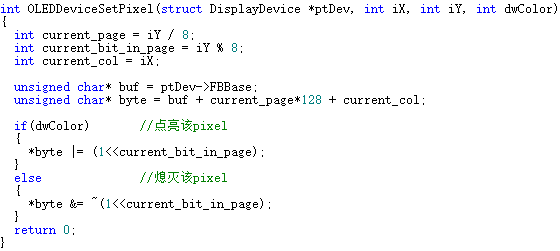 int OLEDDeviceSetPixel(struct DisplayDevice *ptDev, int iX, int iY, int dwColor)
{
  int current_page = iY / 8;
  int current_bit_in_page = iY % 8;
  int current_col = iX;

  unsigned char* buf = ptDev->FBBase;
  unsigned char* byte = buf + current_page*128 + current_col;

  if(dwColor)       //点亮该pixel
  {
    *byte |= (1<<current_bit_in_page);
  }
  else              //熄灭该pixel
  {
    *byte &= ~(1<<current_bit_in_page);
  }
  return 0;
}